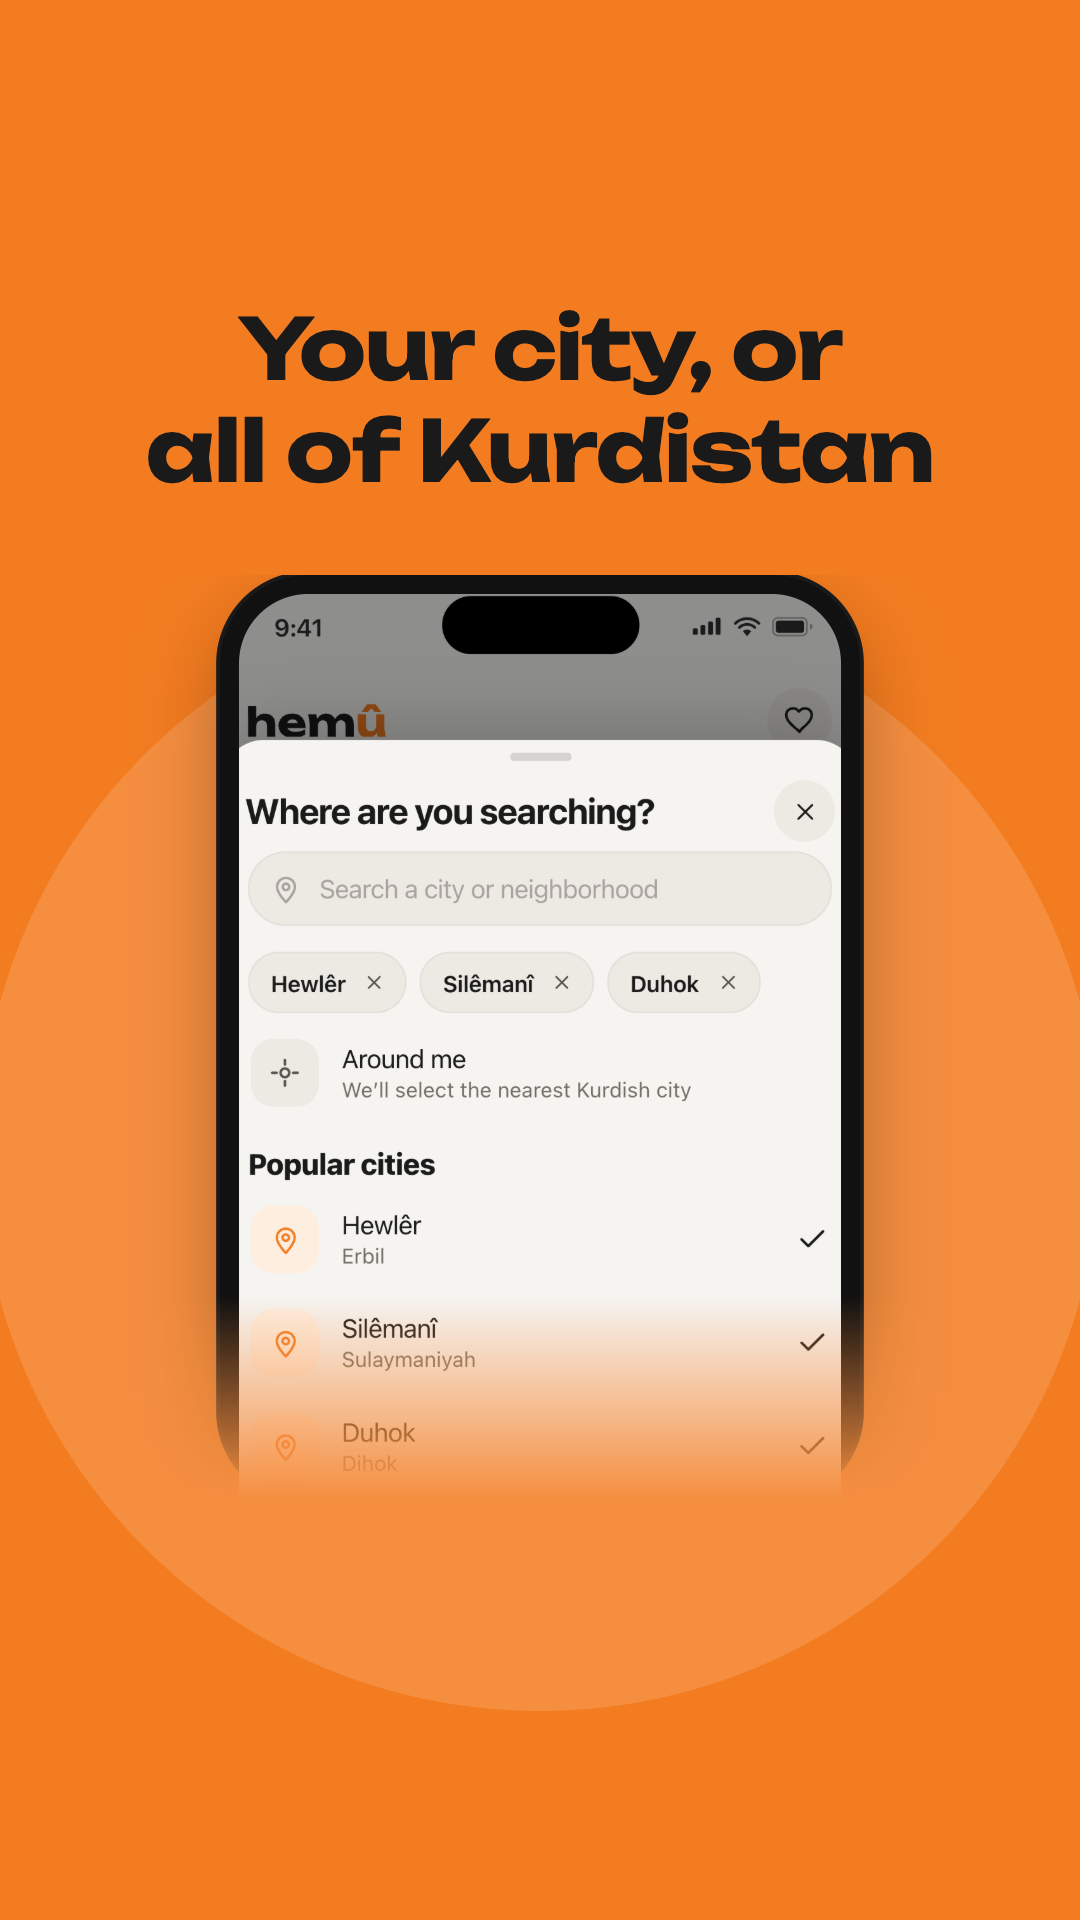 Your city, or
all of Kurdistan
9:41
hemû
Where are you searching?
Search a city or neighborhood
Hewlêr
Silêmanî
Duhok
Around me
We’ll select the nearest Kurdish city
Popular cities
Hewlêr
Erbil
Silêmanî
Sulaymaniyah
Duhok
Dihok